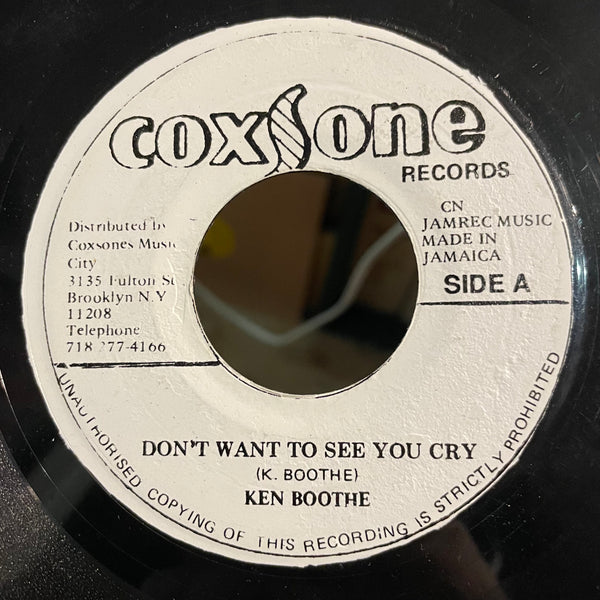 coxsone
RECORDS
Distributed by
Coxsones Music
City
3135 Fulton St
Brooklyn N.Y
11208
Telephone
718 277-4166
CN
JAMREC MUSIC
MADE IN
JAMAICA
SIDE A
DON'T WANT TO SEE YOU CRY
(K. BOOTHE)
KEN BOOTHE
UNAUTHORISED COPYING OF THIS RECORDING IS STRICTLY PROHIBITED